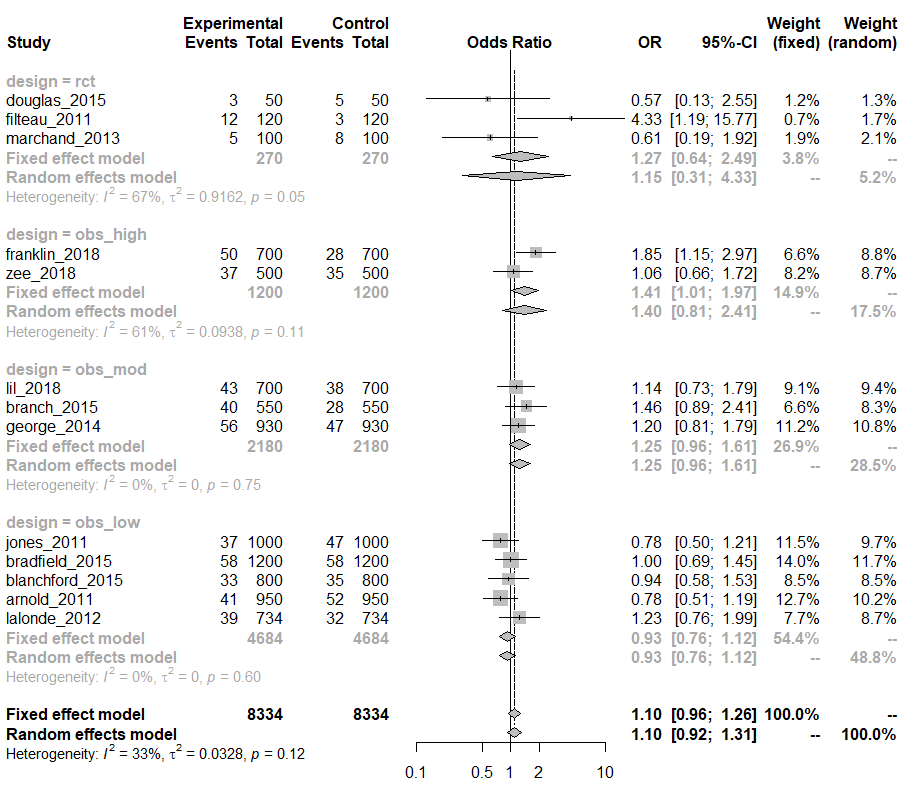 Experimental Control Weight Weight
Study Events Total Events Total Odds Ratio OR 95%-CI (fixed) (random)
design = rct
douglas_2015 3 50 5 50 0.57 [0.13; 2.55] 1.2% 1.3%
filteau_2011 12 120 3 120 4.33 [1.19; 15.77] 0.7% 1.7%
marchand_2013 5 100 8 100 0.61 [0.19; 1.92] 1.9% 2.1%
Fixed effect model 270 270 1.27 [0.64; 2.49] 3.8% --
Random effects model 1.15 [0.31; 4.33] -- 5.2%
Heterogeneity: I² = 67%, τ² = 0.9162, p = 0.05
design = obs_high
franklin_2018 50 700 28 700 1.85 [1.15; 2.97] 6.6% 8.8%
zee_2018 37 500 35 500 1.06 [0.66; 1.72] 8.2% 8.7%
Fixed effect model 1200 1200 1.41 [1.01; 1.97] 14.9% --
Random effects model 1.40 [0.81; 2.41] -- 17.5%
Heterogeneity: I² = 61%, τ² = 0.0938, p = 0.11
design = obs_mod
lil_2018 43 700 38 700 1.14 [0.73; 1.79] 9.1% 9.4%
branch_2015 40 550 28 550 1.46 [0.89; 2.41] 6.6% 8.3%
george_2014 56 930 47 930 1.20 [0.81; 1.79] 11.2% 10.8%
Fixed effect model 2180 2180 1.25 [0.96; 1.61] 26.9% --
Random effects model 1.25 [0.96; 1.61] -- 28.5%
Heterogeneity: I² = 0%, τ² = 0, p = 0.75
design = obs_low
jones_2011 37 1000 47 1000 0.78 [0.50; 1.21] 11.5% 9.7%
bradfield_2015 58 1200 58 1200 1.00 [0.69; 1.45] 14.0% 11.7%
blanchford_2015 33 800 35 800 0.94 [0.58; 1.53] 8.5% 8.5%
arnold_2011 41 950 52 950 0.78 [0.51; 1.19] 12.7% 10.2%
lalonde_2012 39 734 32 734 1.23 [0.76; 1.99] 7.7% 8.7%
Fixed effect model 4684 4684 0.93 [0.76; 1.12] 54.4% --
Random effects model 0.93 [0.76; 1.12] -- 48.8%
Heterogeneity: I² = 0%, τ² = 0, p = 0.60
Fixed effect model 8334 8334 1.10 [0.96; 1.26] 100.0% --
Random effects model 1.10 [0.92; 1.31] -- 100.0%
Heterogeneity: I² = 33%, τ² = 0.0328, p = 0.12
0.1 0.5 1 2 10